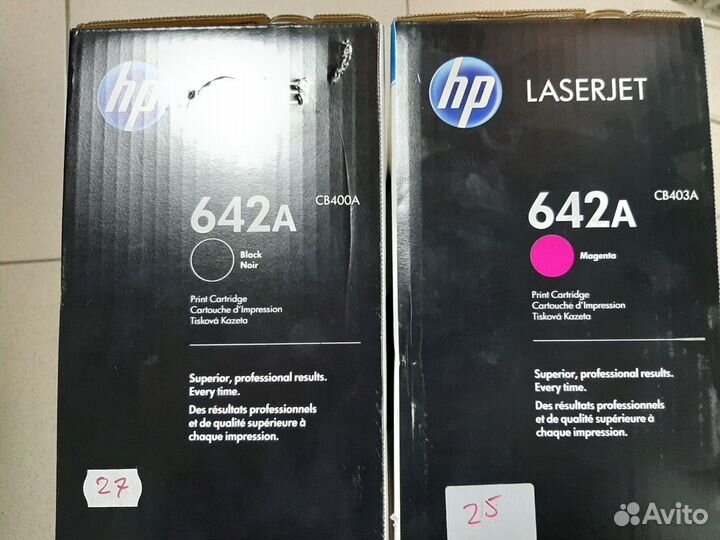 hp
642A
CB400A
Black
Noir
Print Cartridge
Cartouche d'Impression
Tisková Kazeta
Superior, professional results.
Every time.
Des résultats professionnels
et de qualité supérieure à
chaque impression.
27
hp
LASERJET
642A
CB403A
Magenta
Print Cartridge
Cartouche d'Impression
Tisková Kazeta
Superior, professional results.
Every time.
Des résultats professionnels
et de qualité supérieure à
chaque impression.
25
Avito